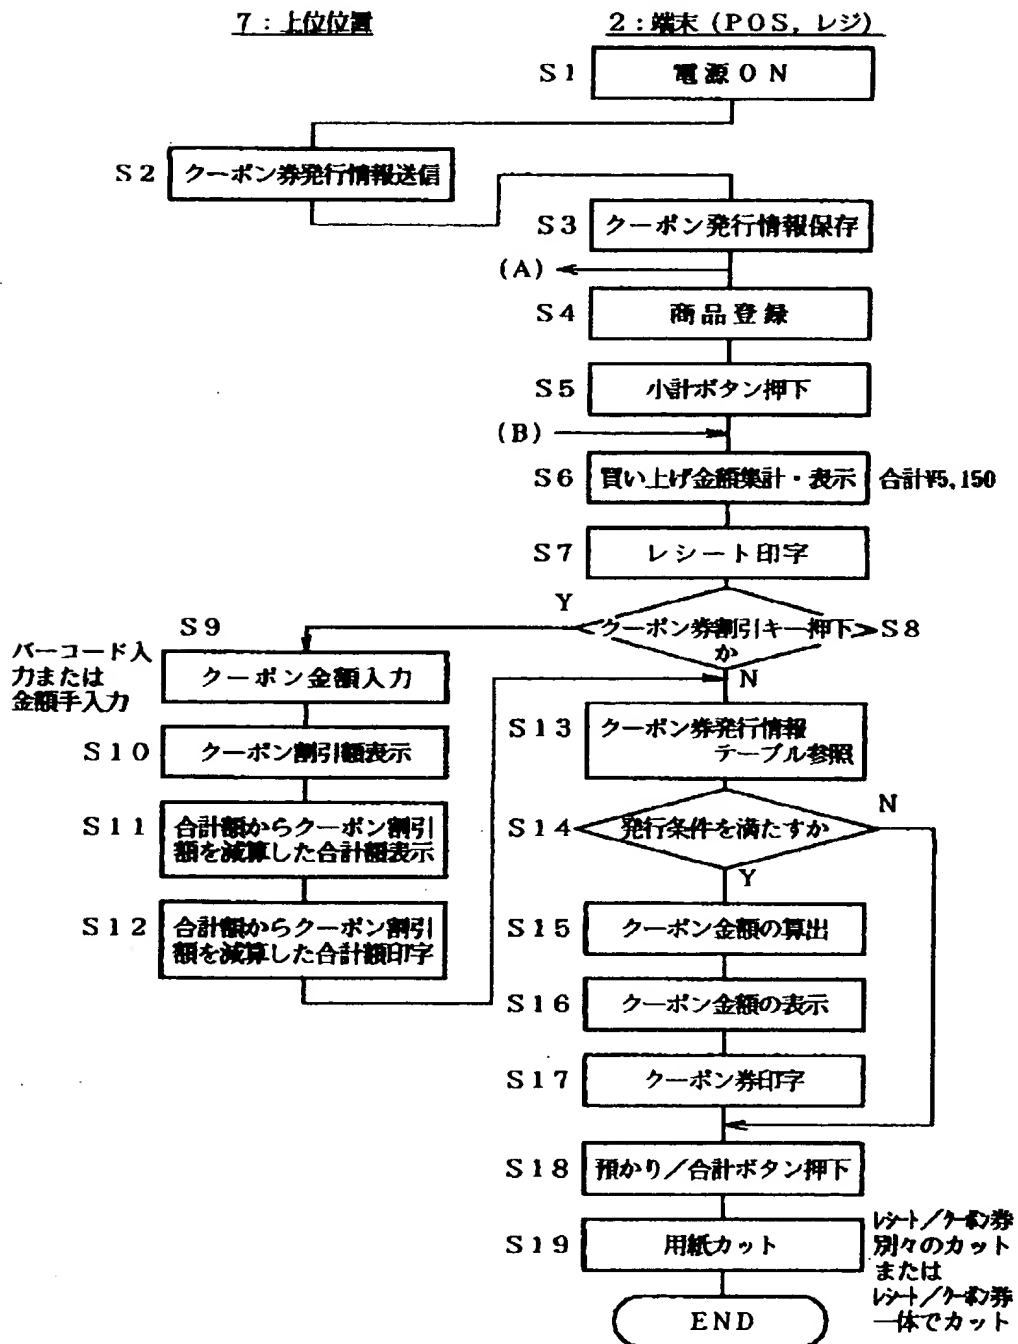 7：上位位置
2：端末（POS，レジ）
S1
電源ON
S2
クーポン券発行情報送信
S3
クーポン発行情報保存
(A)
S4
商品登録
S5
小計ボタン押下
(B)
S6
買い上げ金額集計・表示
合計¥5,150
S7
レシート印字
Y
クーポン券割引キー押下
か
S8
N
S9
バーコード入
力または
金額手入力
クーポン金額入力
S10
クーポン割引額表示
S11
合計額からクーポン割引
額を減算した合計額表示
S12
合計額からクーポン割引
額を減算した合計額印字
S13
クーポン券発行情報
テーブル参照
S14
発行条件を満たすか
N
Y
S15
クーポン金額の算出
S16
クーポン金額の表示
S17
クーポン券印字
S18
預かり／合計ボタン押下
S19
用紙カット
レシート／クーポン券
別々のカット
または
レシート／クーポン券
一体でカット
END